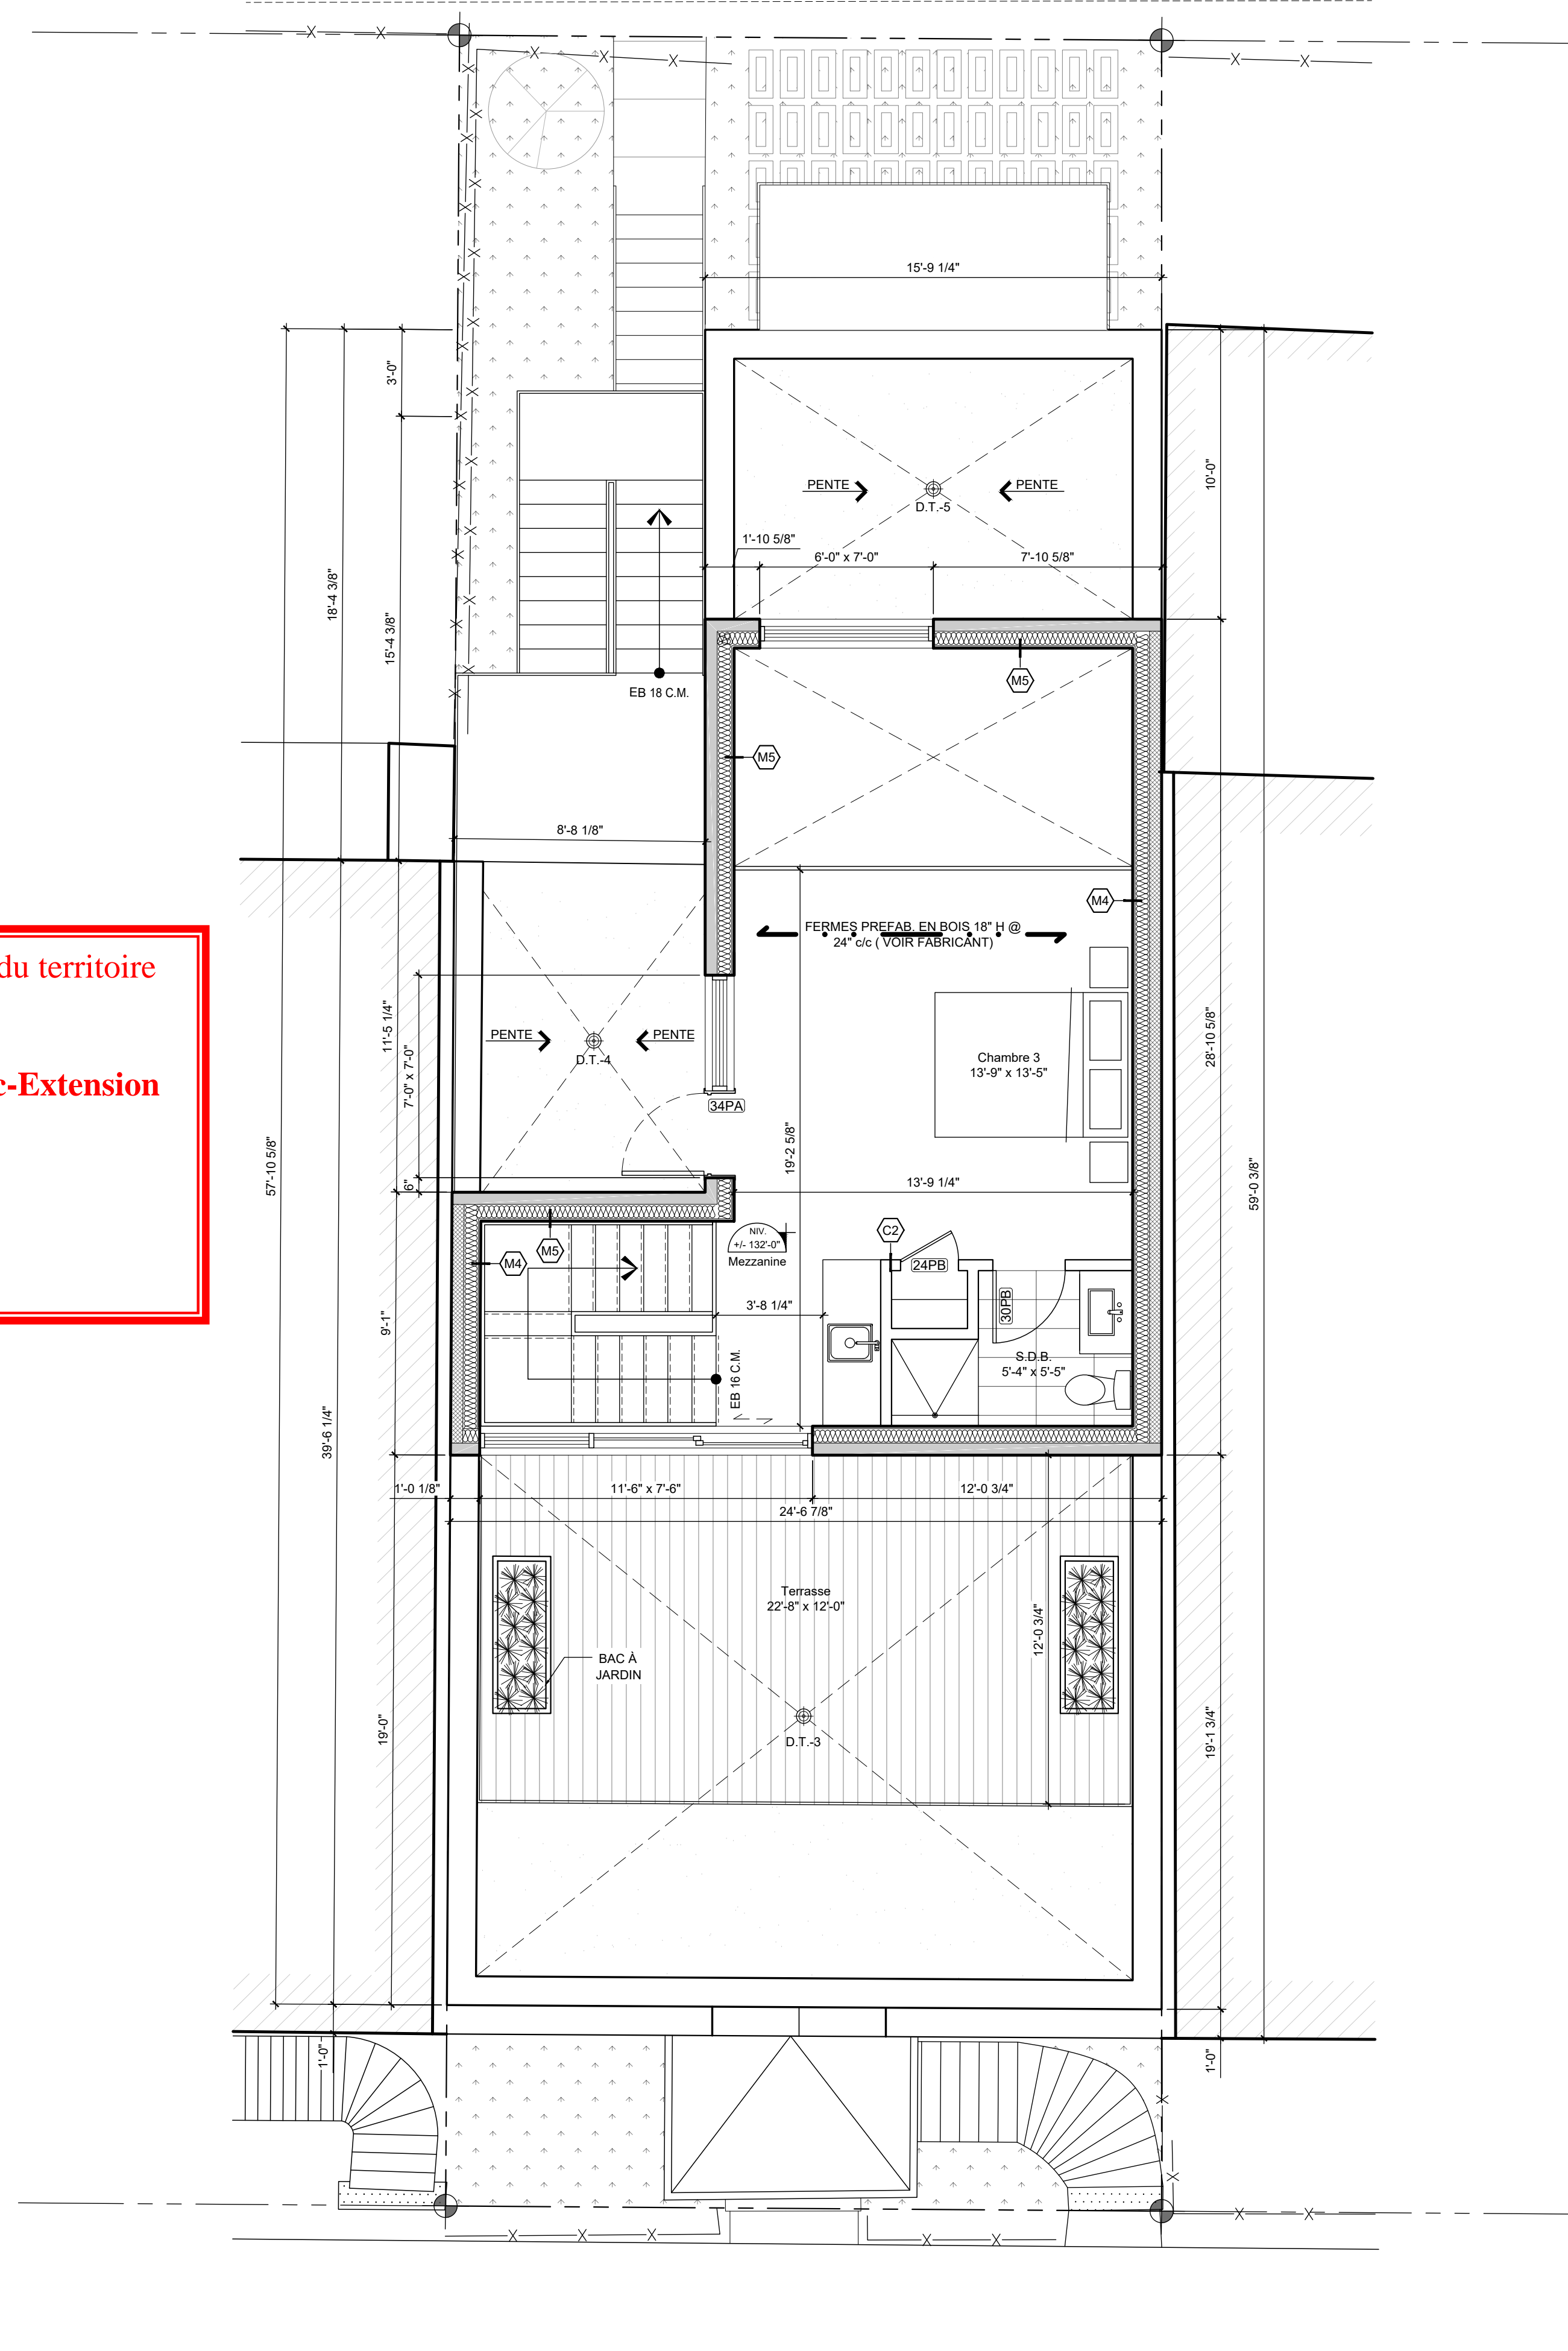 15'-9 1/4"
3'-0"
10'-0"
PENTE
PENTE
D.T.-5
1'-10 5/8"
6'-0" x 7'-0"
7'-10 5/8"
18'-4 3/8"
15'-4 3/8"
EB 18 C.M.
M5
M5
8'-8 1/8"
M4
FERMES PREFAB. EN BOIS 18" H @
24" c/c ( VOIR FABRICANT)
du territoire
c-Extension
11'-5 1/4"
7'-0" x 7'-0"
PENTE
PENTE
D.T.-4
Chambre 3
13'-9" x 13'-5"
28'-10 5/8"
34PA
57'-10 5/8"
19'-2 5/8"
59'-0 3/8"
6"
13'-9 1/4"
NIV.
+/- 132'-0"
Mezzanine
C2
M5
M4
24PB
30PB
3'-8 1/4"
9'-1"
S.D.B.
5'-4" x 5'-5"
EB 16 C.M.
39'-6 1/4"
1'-0 1/8"
11'-6" x 7'-6"
12'-0 3/4"
24'-6 7/8"
Terrasse
22'-8" x 12'-0"
12'-0 3/4"
BAC À
JARDIN
19'-0"
D.T.-3
19'-1 3/4"
1'-0"
1'-0"